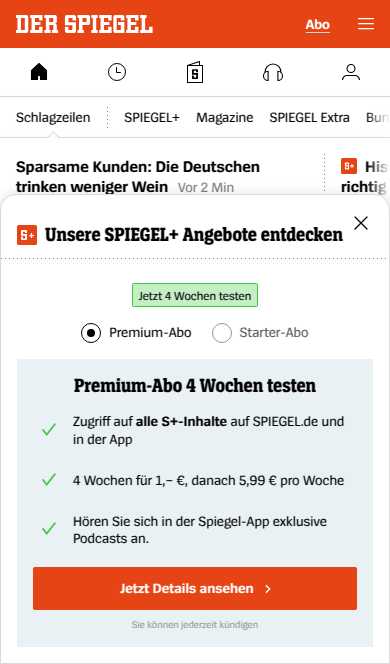 DER SPIEGEL
Abo
Schlagzeilen
SPIEGEL+
Magazine
SPIEGEL Extra
Sparsame Kunden: Die Deutschen
trinken weniger Wein Vor 2 Min
S+
richtig
S+ Unsere SPIEGEL+ Angebote entdecken
Jetzt 4 Wochen testen
Premium-Abo
Starter-Abo
Premium-Abo 4 Wochen testen
Zugriff auf alle S+-Inhalte auf SPIEGEL.de und
in der App
4 Wochen für 1,– €, danach 5,99 € pro Woche
Hören Sie sich in der Spiegel-App exklusive
Podcasts an.
Jetzt Details ansehen
Sie können jederzeit kündigen